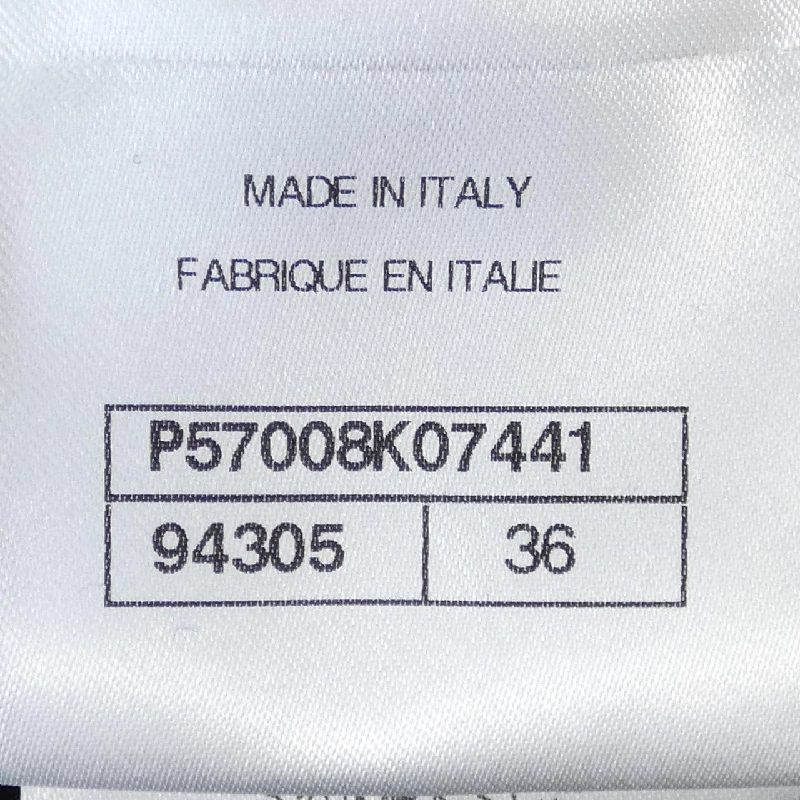 MADE IN ITALY
FABRIQUE EN ITALIE
P57008K07441
94305 36